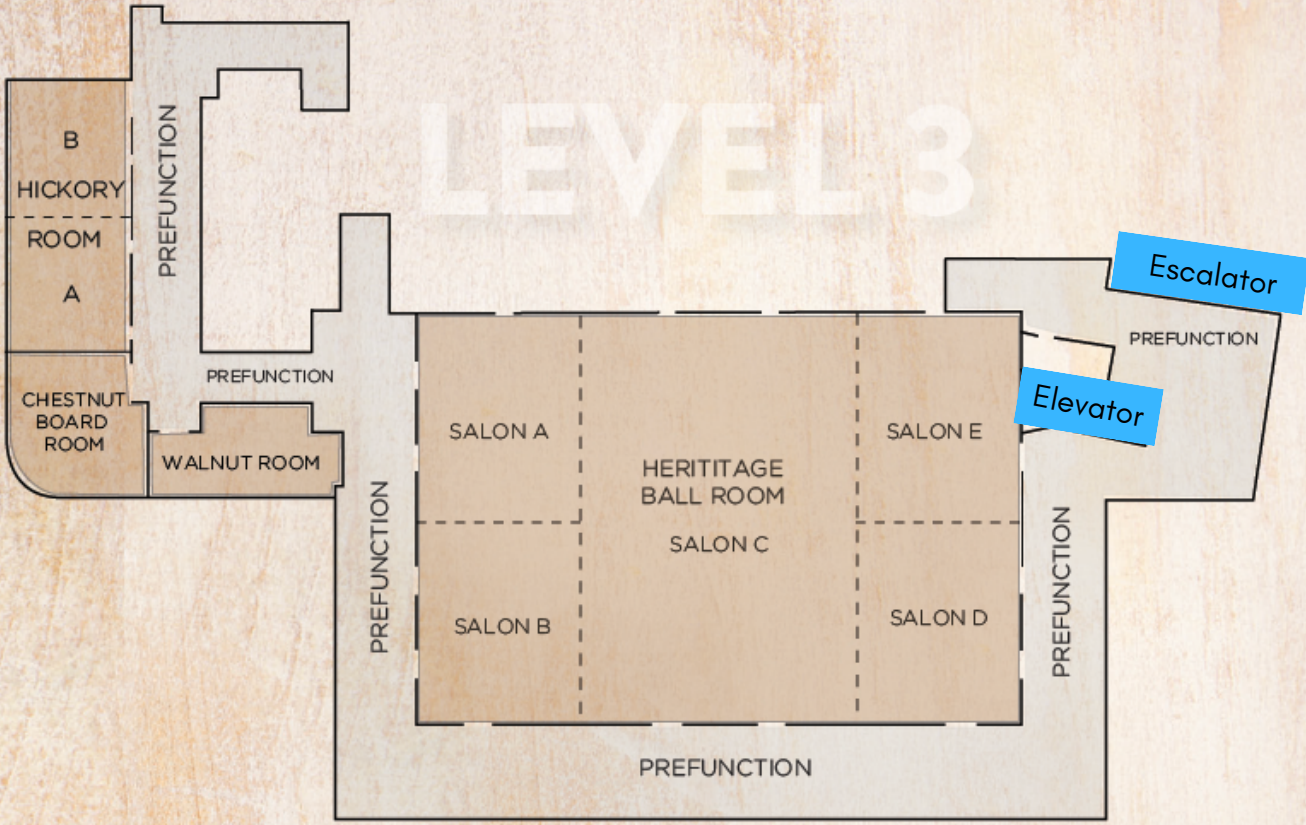 LEVEL 3
B
HICKORY
ROOM
A
PREFUNCTION
CHESTNUT
BOARD
ROOM
WALNUT ROOM
PREFUNCTION
PREFUNCTION
SALON A
SALON B
HERITITAGE
BALL ROOM
SALON C
SALON E
SALON D
Escalator
PREFUNCTION
Elevator
PREFUNCTION
PREFUNCTION